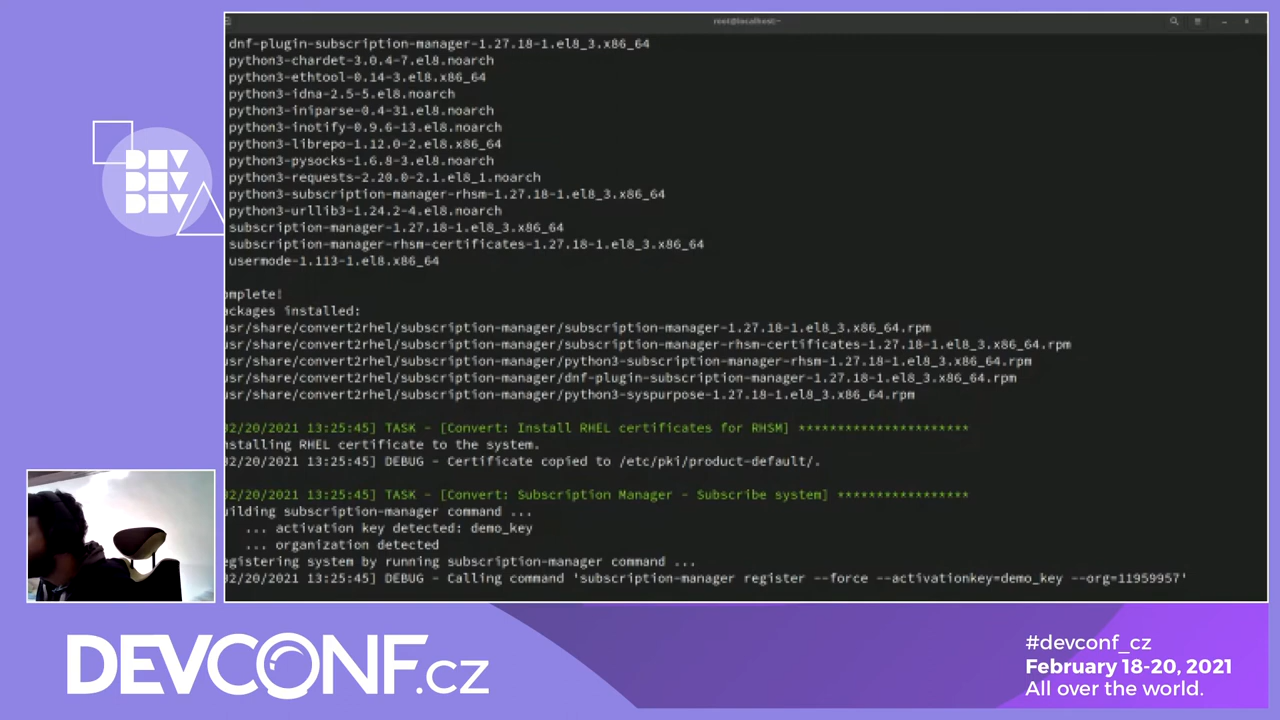 root@localhost:~
dnf-plugin-subscription-manager-1.27.18-1.el8_3.x86_64
python3-chardet-3.0.4-7.el8.noarch
python3-ethtool-0.14-3.el8.x86_64
python3-idna-2.5-5.el8.noarch
python3-iniparse-0.4-31.el8.noarch
python3-inotify-0.9.6-13.el8.noarch
python3-librepo-1.12.0-2.el8.x86_64
python3-pysocks-1.6.8-3.el8.noarch
python3-requests-2.20.0-2.1.el8_1.noarch
python3-subscription-manager-rhsm-1.27.18-1.el8_3.x86_64
python3-urllib3-1.24.2-4.el8.noarch
subscription-manager-1.27.18-1.el8_3.x86_64
subscription-manager-rhsm-certificates-1.27.18-1.el8_3.x86_64
usermode-1.113-1.el8.x86_64
omplete!
ackages installed:
usr/share/convert2rhel/subscription-manager/subscription-manager-1.27.18-1.el8_3.x86_64.rpm
usr/share/convert2rhel/subscription-manager/subscription-manager-rhsm-certificates-1.27.18-1.el8_3.x86_64.rpm
usr/share/convert2rhel/subscription-manager/python3-subscription-manager-rhsm-1.27.18-1.el8_3.x86_64.rpm
usr/share/convert2rhel/subscription-manager/dnf-plugin-subscription-manager-1.27.18-1.el8_3.x86_64.rpm
usr/share/convert2rhel/subscription-manager/python3-syspurpose-1.27.18-1.el8_3.x86_64.rpm
02/20/2021 13:25:45] TASK - [Convert: Install RHEL certificates for RHSM] **********************
nstalling RHEL certificate to the system.
02/20/2021 13:25:45] DEBUG - Certificate copied to /etc/pki/product-default/.
02/20/2021 13:25:45] TASK - [Convert: Subscription Manager - Subscribe system] *****************
uilding subscription-manager command ...
... activation key detected: demo_key
... organization detected
egistering system by running subscription-manager command ...
02/20/2021 13:25:45] DEBUG - Calling command 'subscription-manager register --force --activationkey=demo_key --org=11959957'
DEV
DEV
DEV
DEVCONF.cz
#devconf_cz
February 18-20, 2021
All over the world.